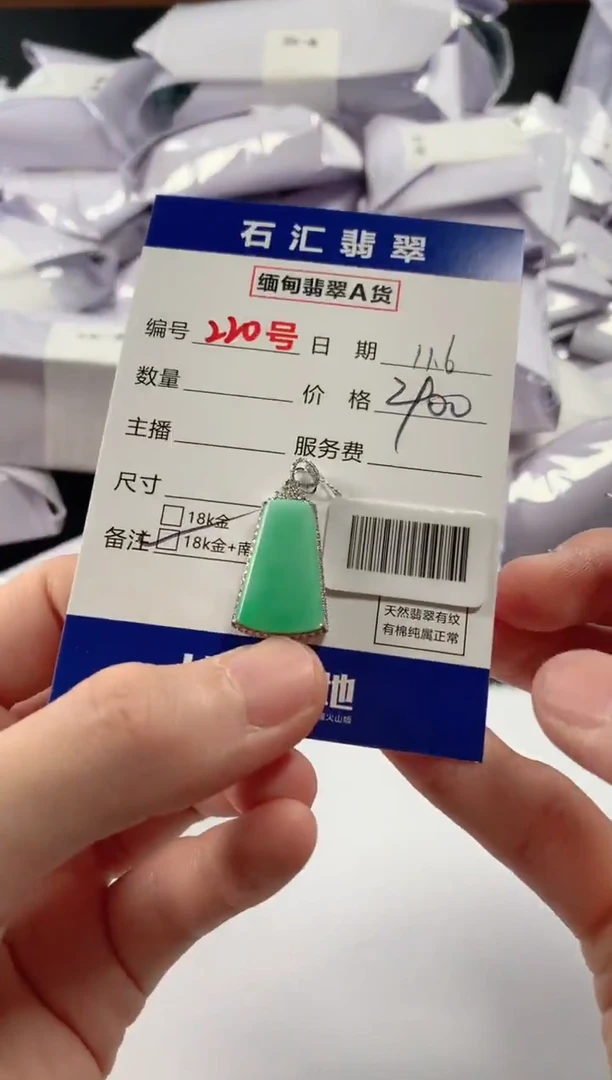 石汇翡翠
缅甸翡翠A货
编号 220号 日期 11.6
数量 价格 2400
主播 服务费
尺寸
18k金
备注 18k金+南
天然翡翠有纹
有棉纯属正常
地